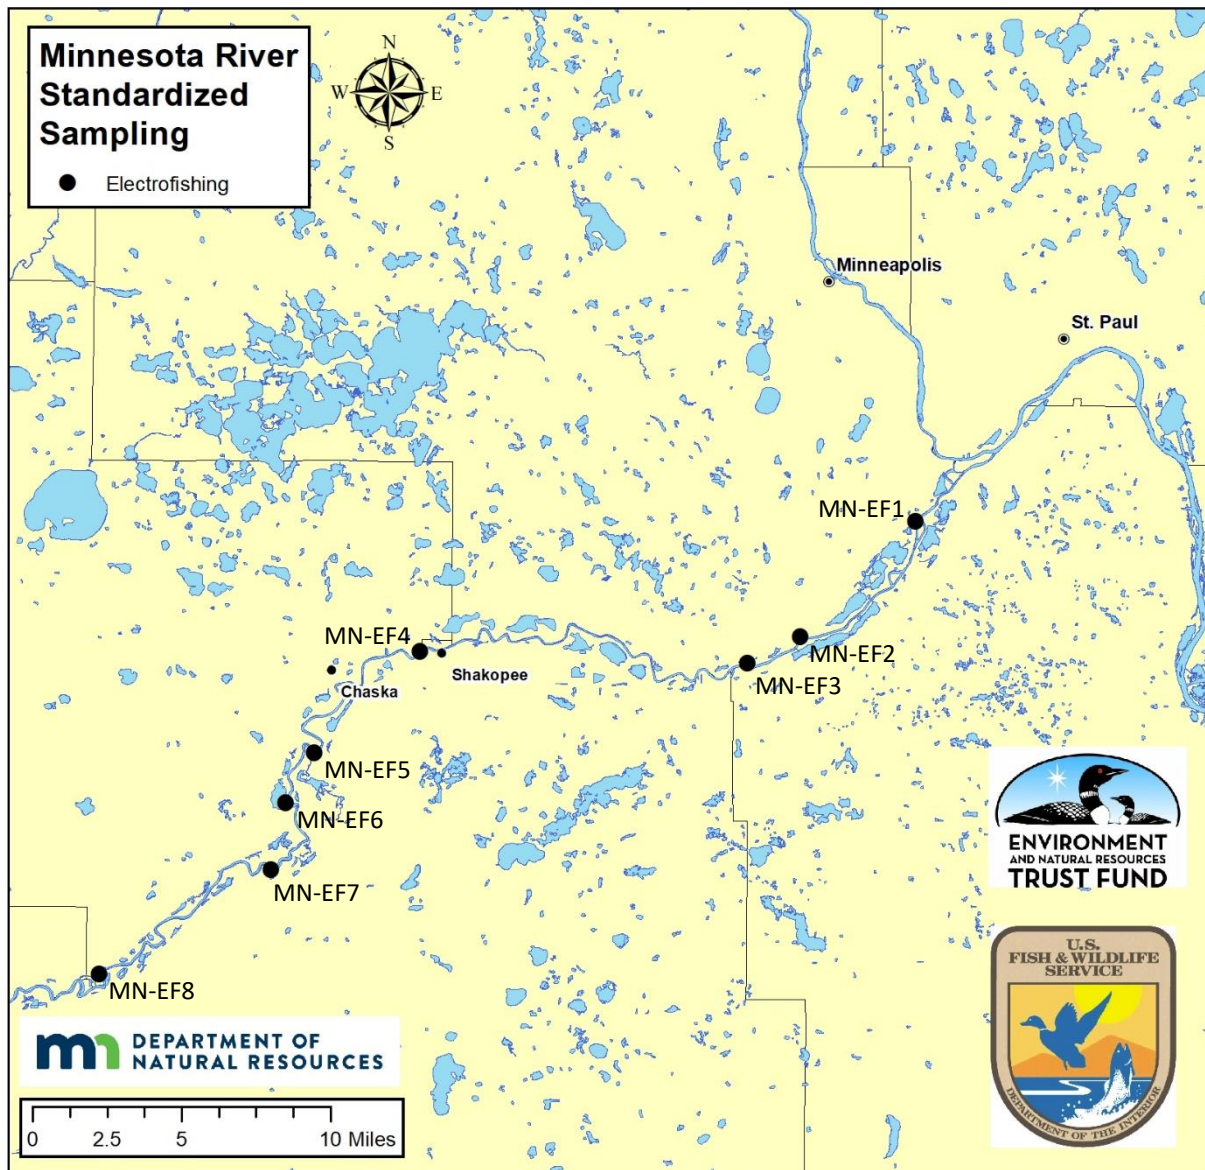 Minnesota River
Standardized
Sampling
Electrofishing
N
W
E
S
Minneapolis
St. Paul
MN-EF1
MN-EF2
MN-EF3
MN-EF4
Shakopee
Chaska
MN-EF5
MN-EF6
MN-EF7
MN-EF8
ENVIRONMENT
AND NATURAL RESOURCES
TRUST FUND
U.S.
FISH & WILDLIFE
SERVICE
DEPARTMENT OF THE INTERIOR
mn DEPARTMENT OF
NATURAL RESOURCES
0 2.5 5 10 Miles